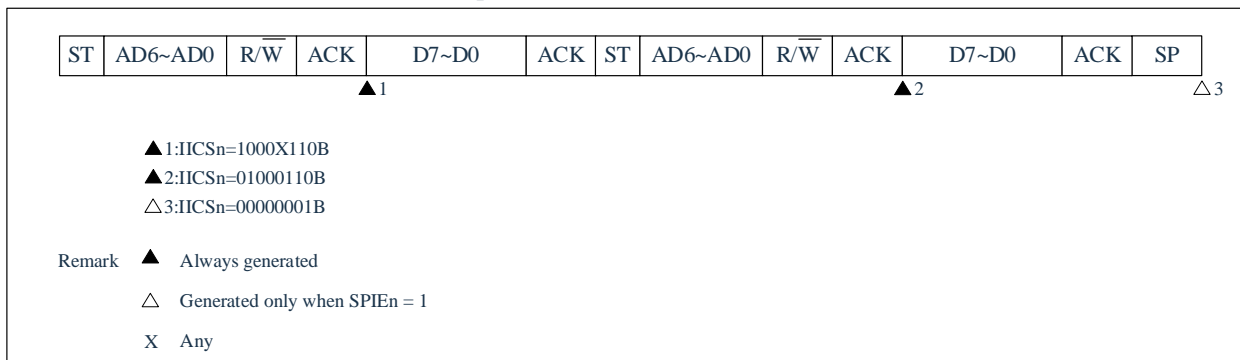 ST AD6~AD0 R/W̅ ACK D7~D0 ACK ST AD6~AD0 R/W̅ ACK D7~D0 ACK SP
▲1 ▲2 △3
▲1:IICSn=1000X110B
▲2:IICSn=01000110B
△3:IICSn=00000001B
Remark ▲ Always generated
△ Generated only when SPIEn = 1
X Any